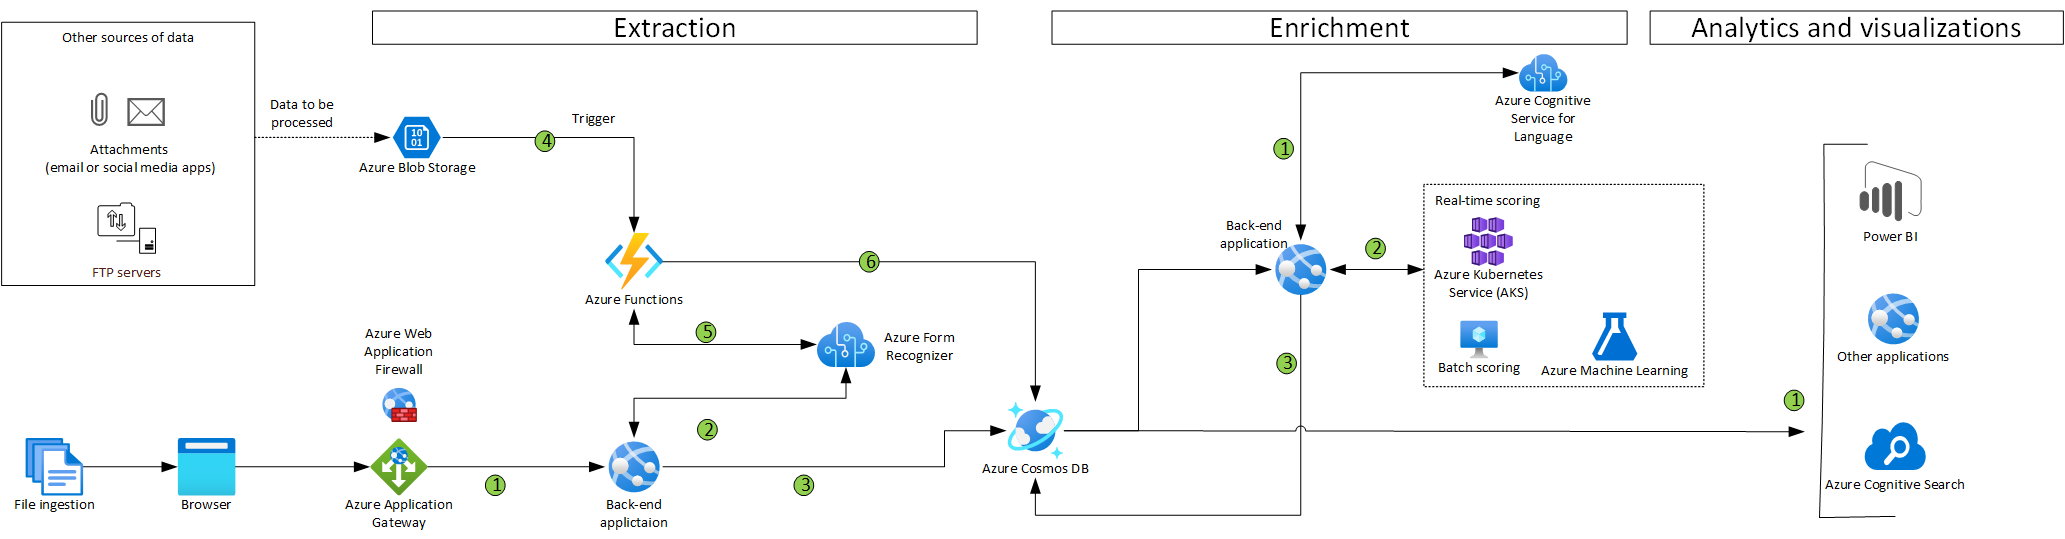 Extraction
Enrichment
Analytics and visualizations
Other sources of data
Attachments
(email or social media apps)
FTP servers
Data to be
processed
Azure Blob Storage
4
Trigger
Azure Functions
6
5
Azure Form
Recognizer
Azure Web
Application
Firewall
File ingestion
Browser
Azure Application
Gateway
1
Back-end
applictaion
2
3
Azure Cosmos DB
Azure Cognitive
Service for
Language
1
Back-end
application
2
3
Real-time scoring
Azure Kubernetes
Service (AKS)
Batch scoring
Azure Machine Learning
1
Power BI
Other applications
Azure Cognitive Search
10
01